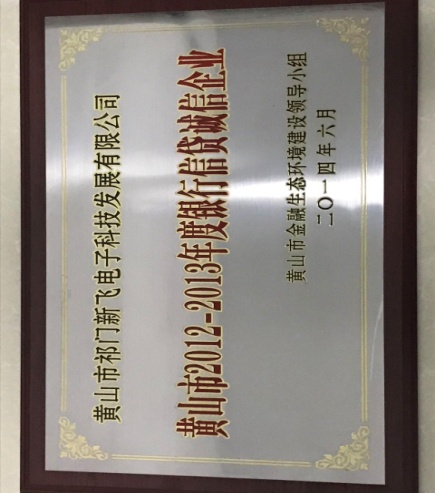 黄山市祁门新飞电子科技发展有限公司
黄山市2012-2013年度银行信贷诚信企业
黄山市金融生态环境建设领导小组
二〇一四年六月